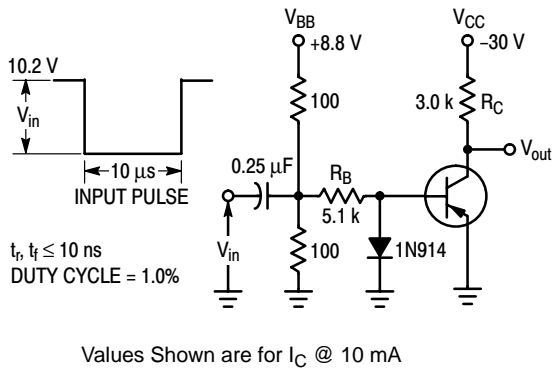 V_BB
+8.8 V
V_CC
–30 V
10.2 V
V_in
100
3.0 k R_C
V_out
10 μs
INPUT PULSE
0.25 μF
R_B
5.1 k
V_in
100
1N914
t_r, t_f ≤ 10 ns
DUTY CYCLE = 1.0%
Values Shown are for I_C @ 10 mA